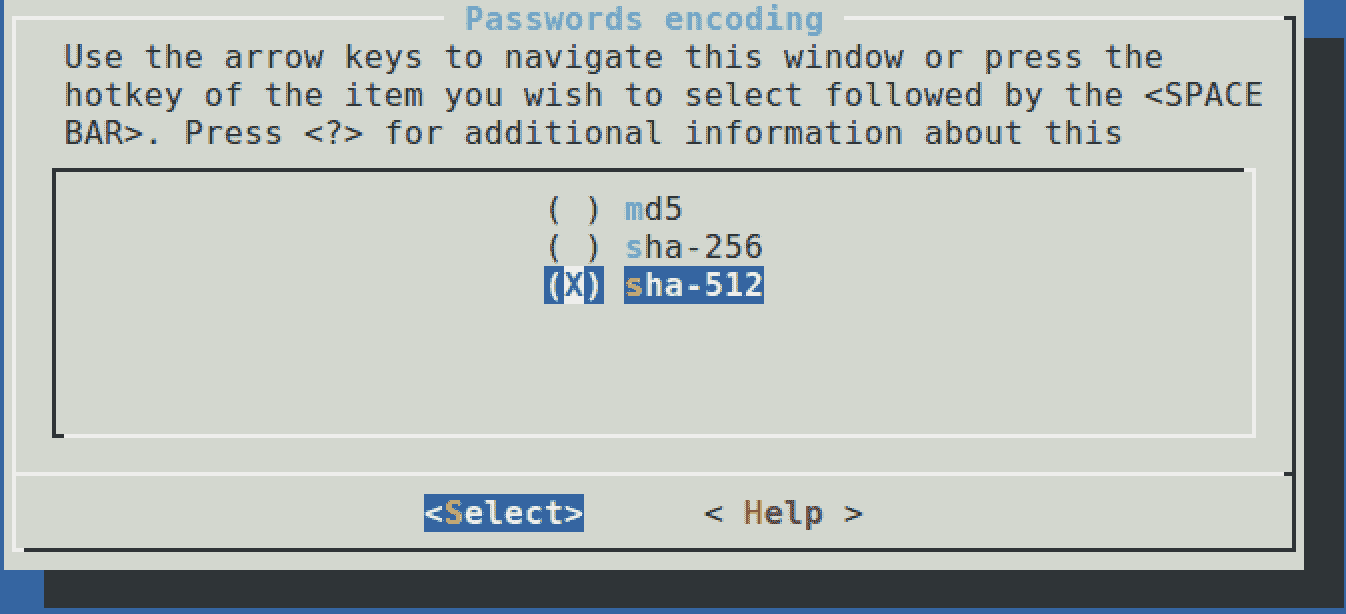 Passwords encoding
Use the arrow keys to navigate this window or press the
hotkey of the item you wish to select followed by the <SPACE
BAR>. Press <?> for additional information about this
( ) md5
( ) sha-256
(X) sha-512
<Select> < Help >